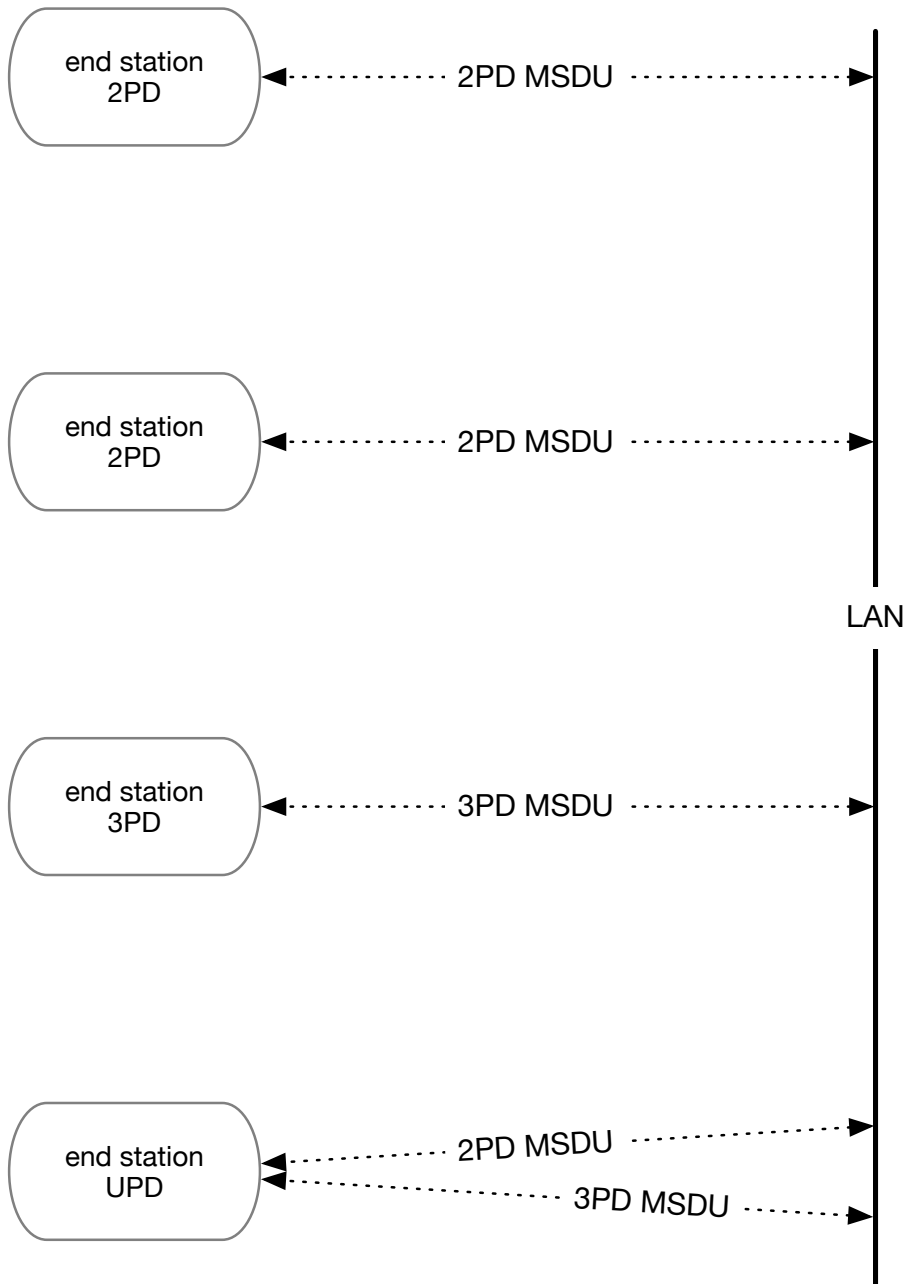 end station
2PD
2PD MSDU
end station
2PD
2PD MSDU
LAN
end station
3PD
3PD MSDU
end station
UPD
2PD MSDU
3PD MSDU